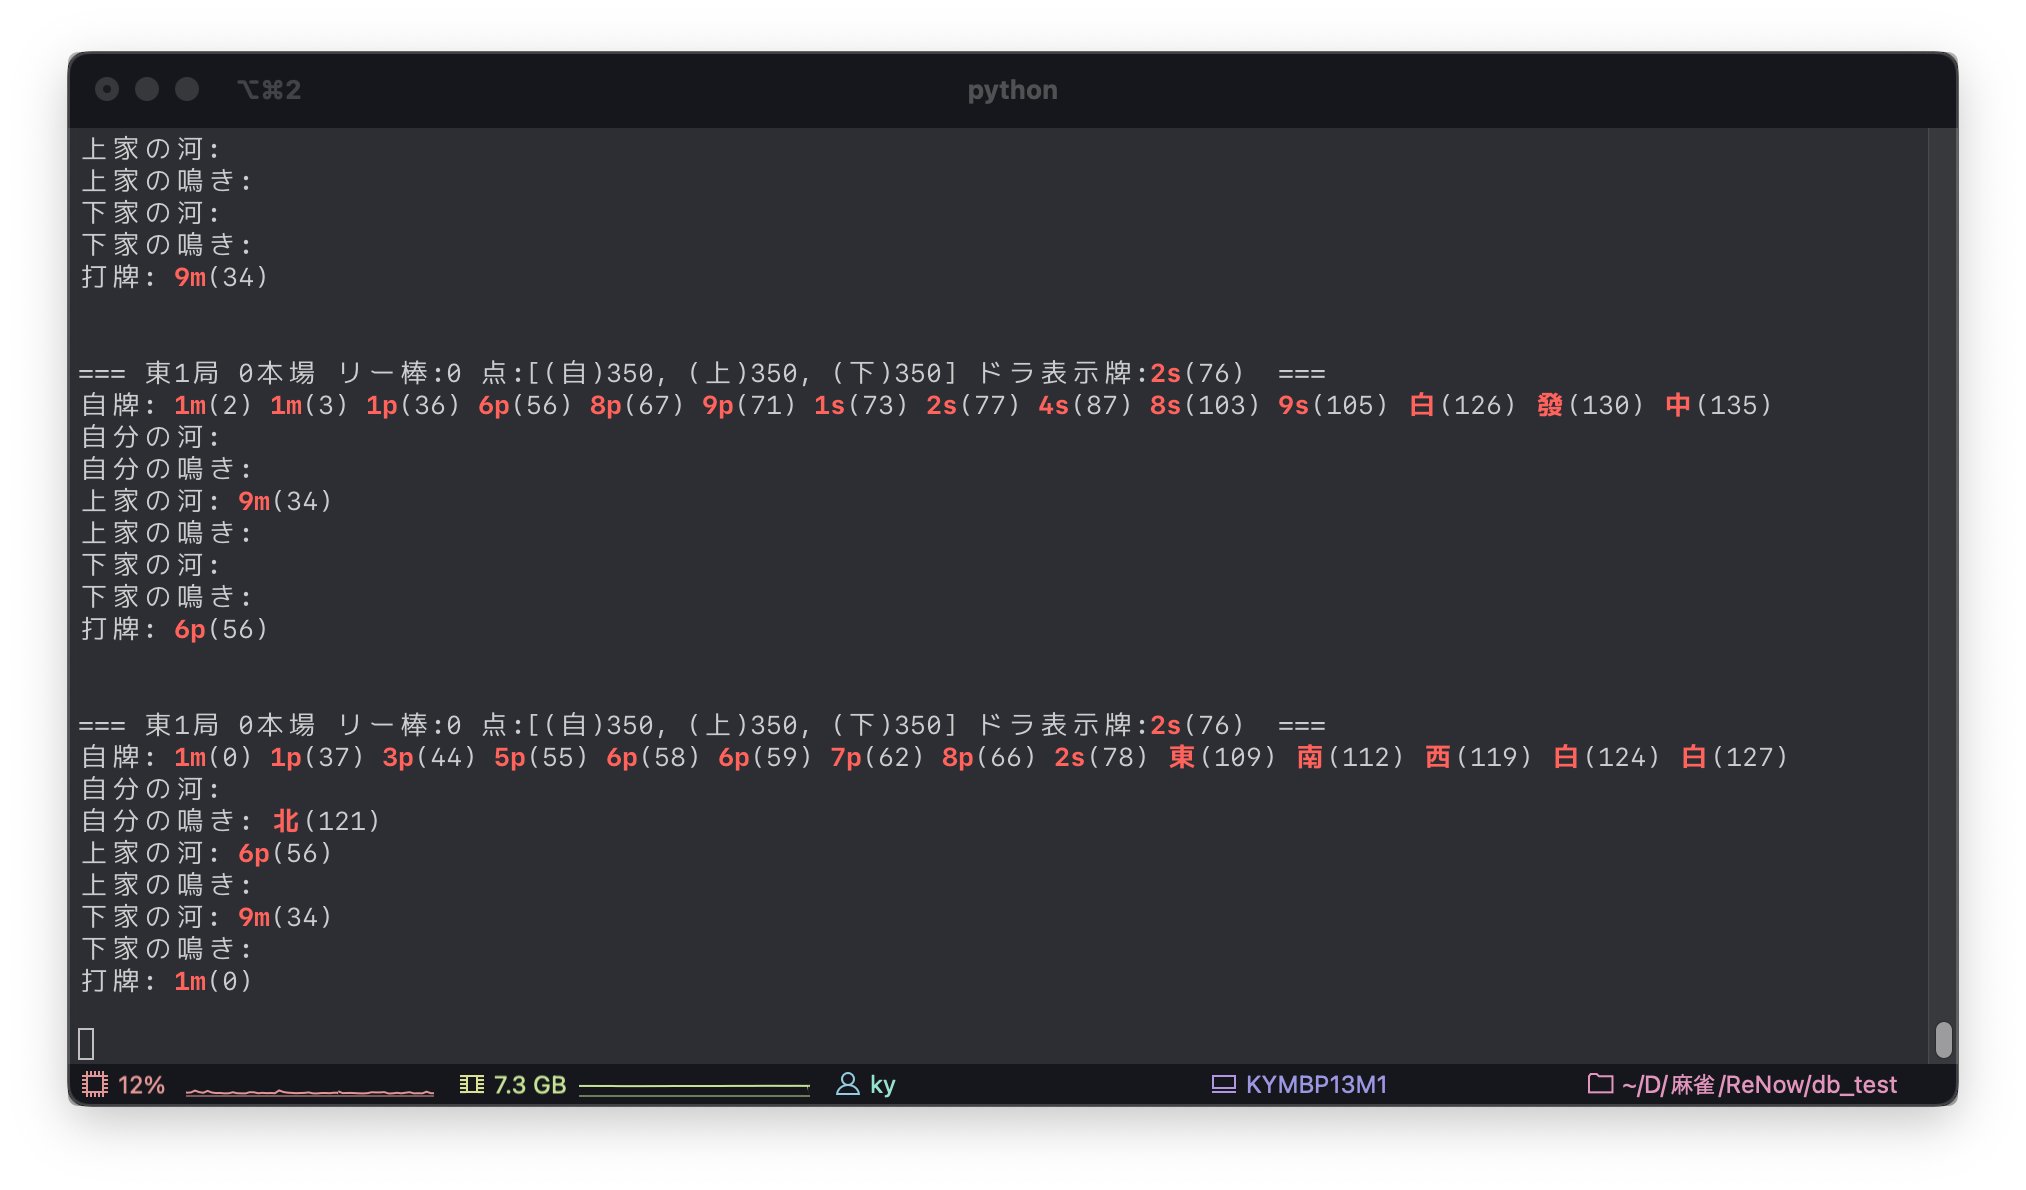 ⌥⌘2 python
上家の河:
上家の鳴き:
下家の河:
下家の鳴き:
打牌: 9m(34)
=== 東1局 0本場 リー棒:0 点:[(自)350, (上)350, (下)350] ドラ表示牌:2s(76) ===
自牌: 1m(2) 1m(3) 1p(36) 6p(56) 8p(67) 9p(71) 1s(73) 2s(77) 4s(87) 8s(103) 9s(105) 白(126) 發(130) 中(135)
自分の河:
自分の鳴き:
上家の河: 9m(34)
上家の鳴き:
下家の河:
下家の鳴き:
打牌: 6p(56)
=== 東1局 0本場 リー棒:0 点:[(自)350, (上)350, (下)350] ドラ表示牌:2s(76) ===
自牌: 1m(0) 1p(37) 3p(44) 5p(55) 6p(58) 6p(59) 7p(62) 8p(66) 2s(78) 東(109) 南(112) 西(119) 白(124) 白(127)
自分の河:
自分の鳴き: 北(121)
上家の河: 6p(56)
上家の鳴き:
下家の河: 9m(34)
下家の鳴き:
打牌: 1m(0)
12% 7.3 GB ky KYMBP13M1 ~/D/麻雀/ReNow/db_test